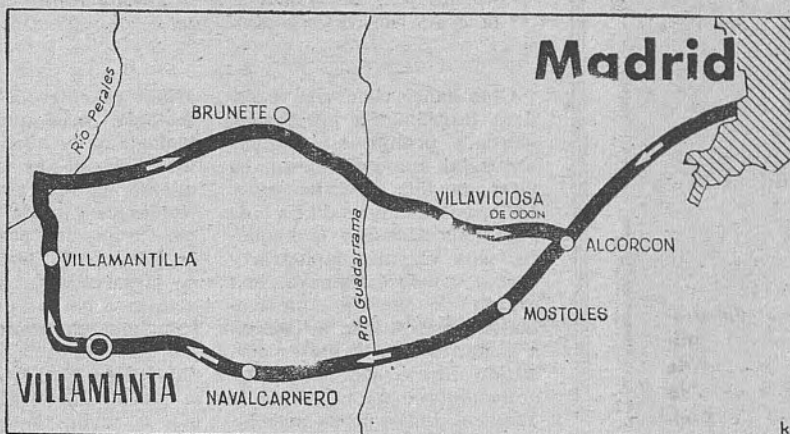 Madrid
Río Perales
BRUNETE
VILLAVICIOSA
DE ODON
ALCORCON
VILLAMANTILLA
Río Guadarrama
MOSTOLES
VILLAMANTA
NAVALCARNERO
k